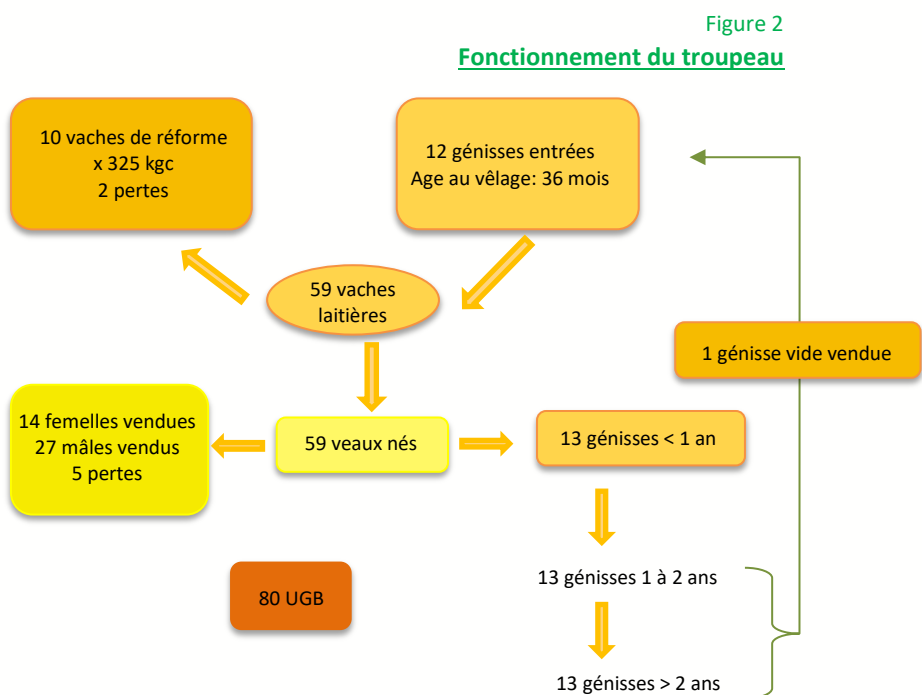 Figure 2
Fonctionnement du troupeau
10 vaches de réforme
x 325 kgc
2 pertes
12 génisses entrées
Age au vêlage: 36 mois
59 vaches
laitières
1 génisse vide vendue
14 femelles vendues
27 mâles vendus
5 pertes
59 veaux nés
13 génisses < 1 an
80 UGB
13 génisses 1 à 2 ans
13 génisses > 2 ans